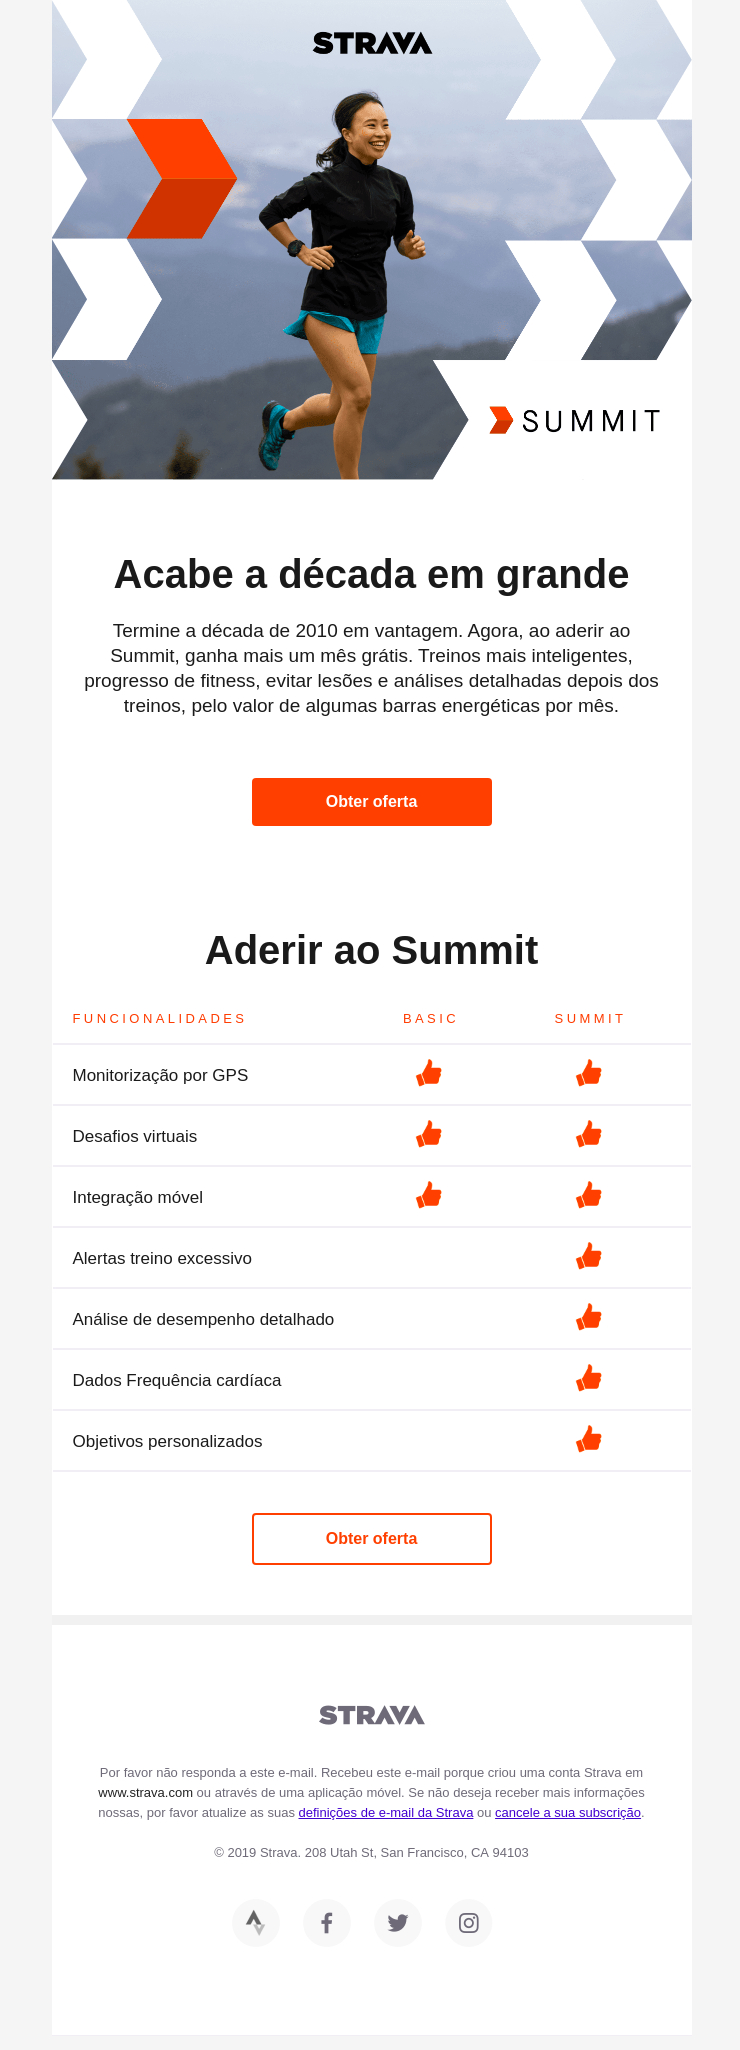 STRAVA
SUMMIT
Acabe a década em grande
Termine a década de 2010 em vantagem. Agora, ao aderir ao
Summit, ganha mais um mês grátis. Treinos mais inteligentes,
progresso de fitness, evitar lesões e análises detalhadas depois dos
treinos, pelo valor de algumas barras energéticas por mês.
Obter oferta
Aderir ao Summit
FUNCIONALIDADES BASIC SUMMIT
Monitorização por GPS
Desafios virtuais
Integração móvel
Alertas treino excessivo
Análise de desempenho detalhado
Dados Frequência cardíaca
Objetivos personalizados
Obter oferta
STRAVA
Por favor não responda a este e-mail. Recebeu este e-mail porque criou uma conta Strava em
www.strava.com ou através de uma aplicação móvel. Se não deseja receber mais informações
nossas, por favor atualize as suas definições de e-mail da Strava ou cancele a sua subscrição.
© 2019 Strava. 208 Utah St, San Francisco, CA 94103